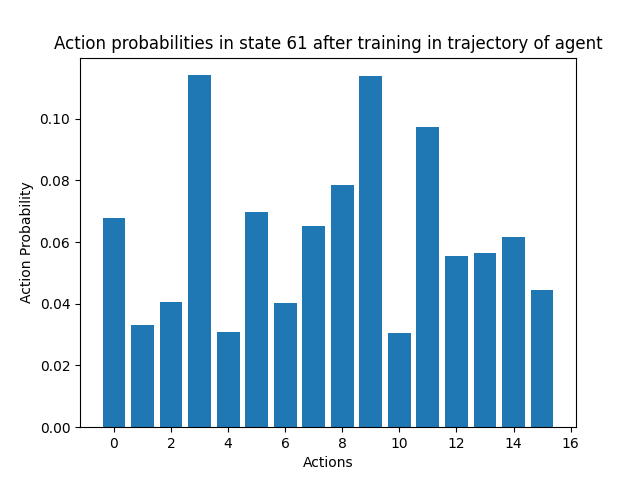 Action probabilities in state 61 after training in trajectory of agent
Action Probability
0.10
0.08
0.06
0.04
0.02
0.00
0 2 4 6 8 10 12 14 16
Actions